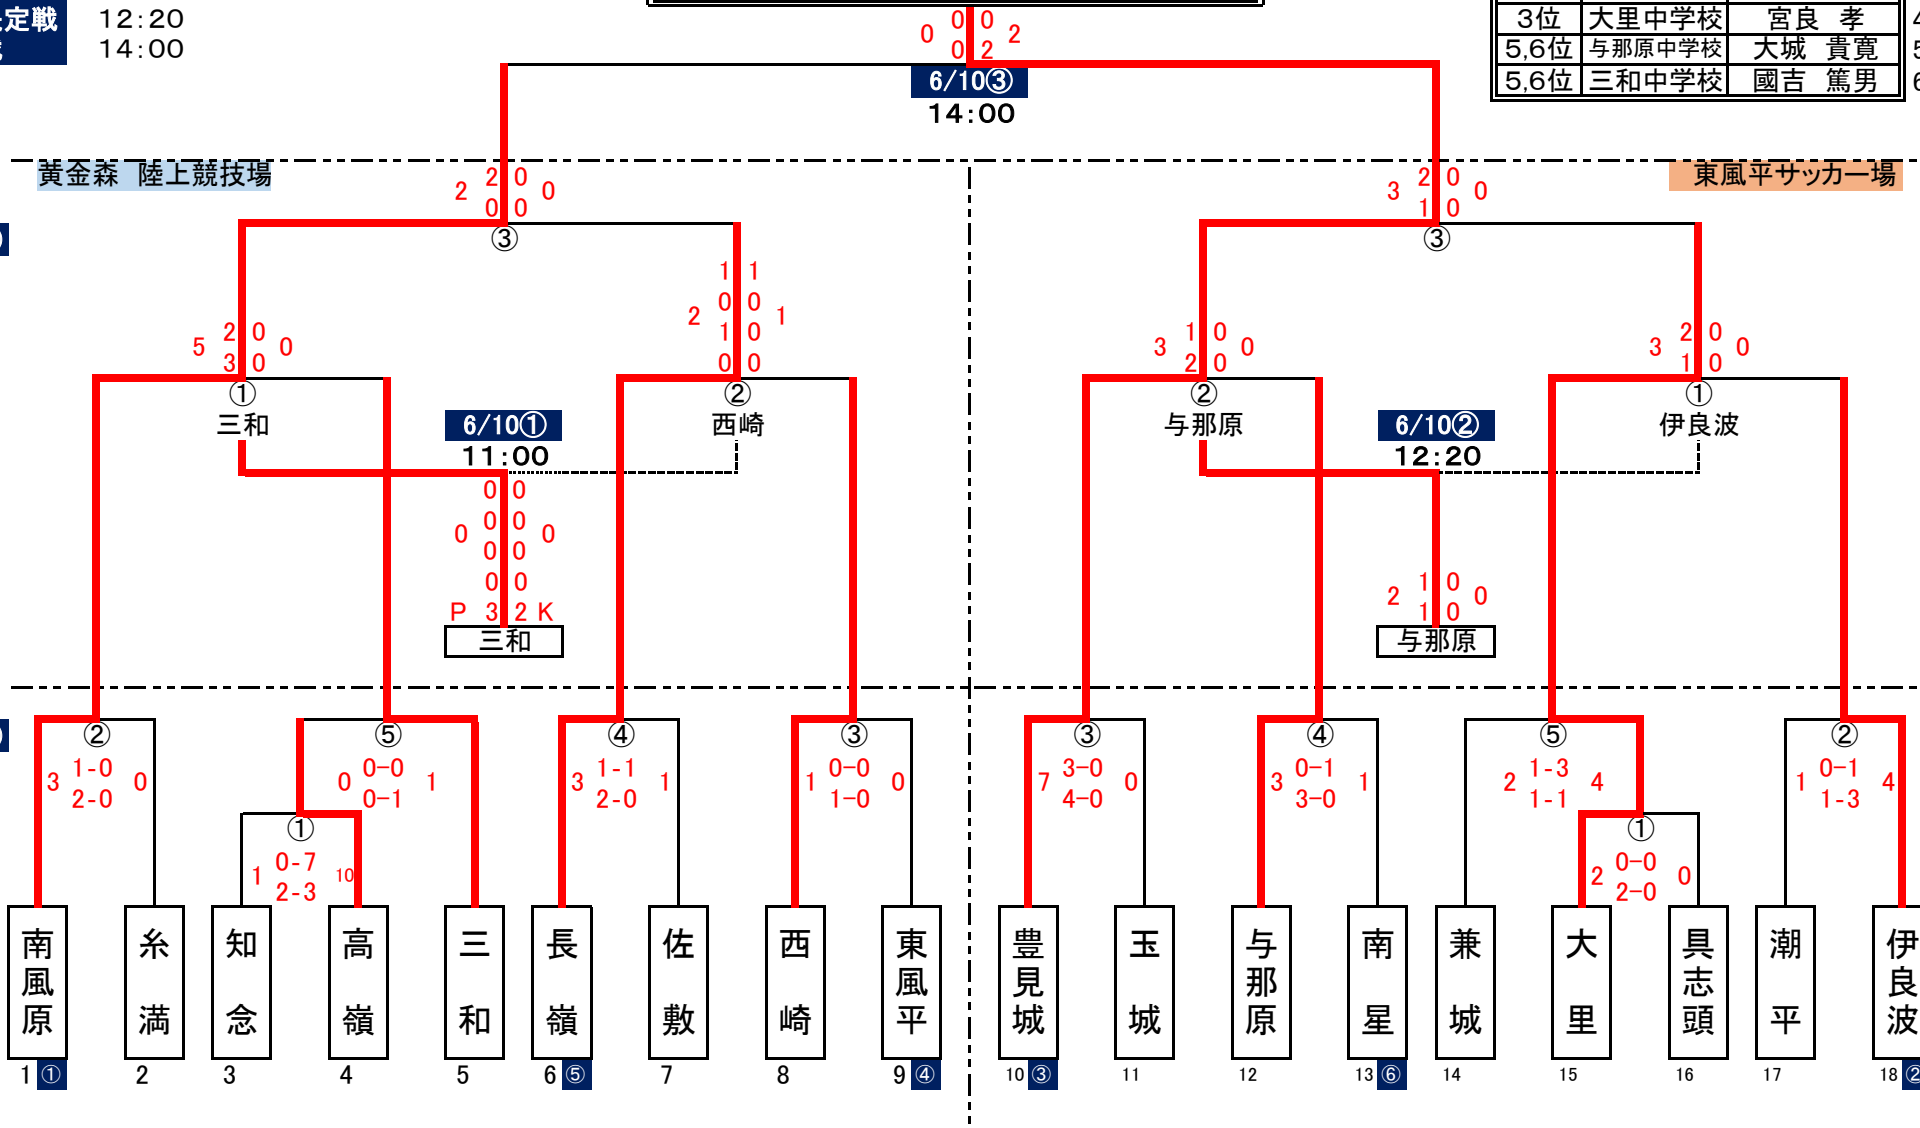 定戦 12:20
14:00
0 0 0 2
0 2
3位 大里中学校 宮良 孝
5,6位 与那原中学校 大城 貴寛
5,6位 三和中学校 國吉 篤男
6/10③
14:00
黄金森 陸上競技場
東風平サッカー場
2 2 0 0
0 0
3 2 0 0
1 0
③
③
1 1
0 0
2 1
1 0
0 0
5 2 0 0
3 0
3 1 0 0
2 0
3 2 0 0
1 0
①
②
②
①
三和
西崎
与那原
伊良波
6/10①
11:00
6/10②
12:20
0 0
0 0
0 0
0 0
0 0
P 3 2 K
三和
2 1 0 0
1 0
与那原
② ⑤ ④ ③ ③ ④ ⑤ ②
3 1-0 0
2-0
0 0-0 1
0-1
3 1-1 1
2-0
1 0-0 0
1-0
7 3-0 0
4-0
3 0-1 1
3-0
2 1-3 4
1-1
1 0-1 4
1-3
①
1 0-7 10
2-3
①
2 0-0 0
2-0
南風原
糸満
知念
高嶺
三和
長嶺
佐敷
西崎
東風平
豊見城
玉城
与那原
南星
兼城
大里
具志頭
潮平
伊良波
1 ① 2 3 4 5 6 ⑤ 7 8 9 ④ 10 ③ 11 12 13 ⑥ 14 15 16 17 18 ②